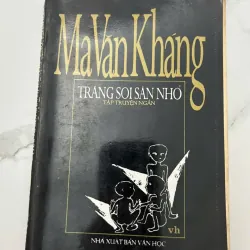 Ma Văn Kháng
TRĂNG SOI SÂN NHỎ
TẬP TRUYỆN NGẮN
vh
NHÀ XUẤT BẢN VĂN HỌC